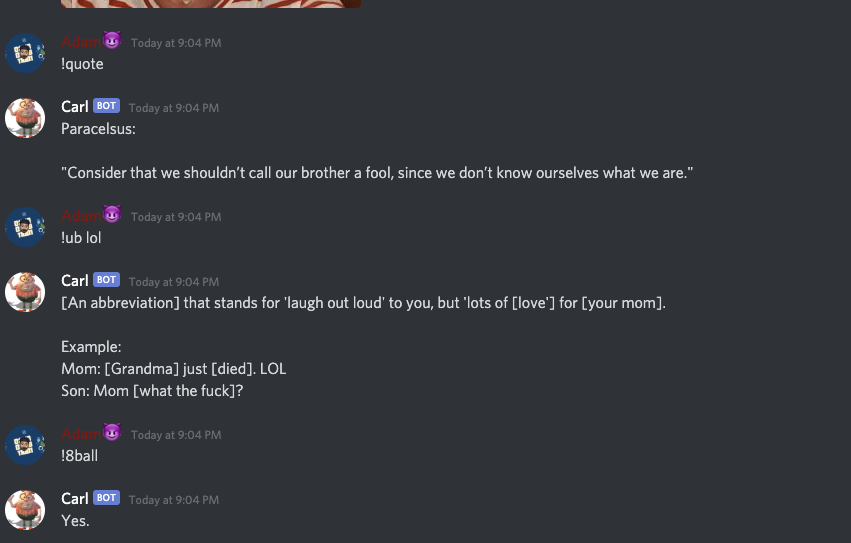 Adam😈 Today at 9:04 PM
!quote
Carl BOT Today at 9:04 PM
Paracelsus:
"Consider that we shouldn’t call our brother a fool, since we don’t know ourselves what we are."
Adam😈 Today at 9:04 PM
!ub lol
Carl BOT Today at 9:04 PM
[An abbreviation] that stands for 'laugh out loud' to you, but 'lots of [love'] for [your mom].
Example:
Mom: [Grandma] just [died]. LOL
Son: Mom [what the fuck]?
Adam😈 Today at 9:04 PM
!8ball
Carl BOT Today at 9:04 PM
Yes.